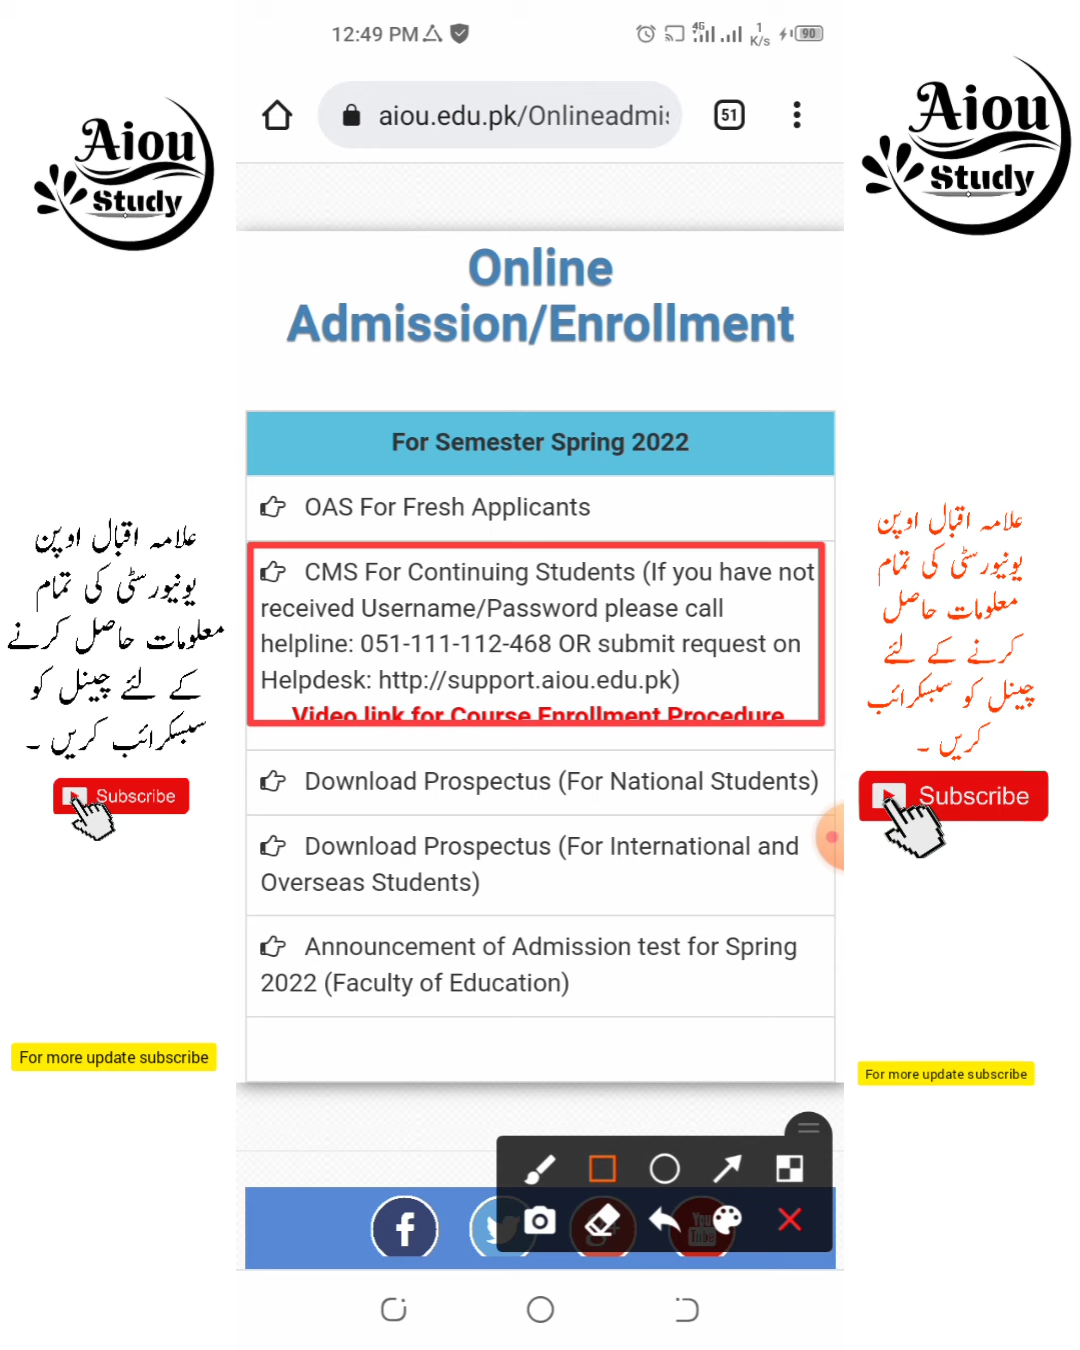 12:49 PM
4G
1 K/s
90
aiou.edu.pk/Onlineadmi
51
Aiou
Study
Aiou
Study
Online
Admission/Enrollment
For Semester Spring 2022
OAS For Fresh Applicants
CMS For Continuing Students (If you have not
received Username/Password please call
helpline: 051-111-112-468 OR submit request on
Helpdesk: http://support.aiou.edu.pk)
Video link for Course Enrollment Procedure
Download Prospectus (For National Students)
Download Prospectus (For International and
Overseas Students)
Announcement of Admission test for Spring
2022 (Faculty of Education)
علامہ اقبال اوپن
یونیورسٹی کی تمام
معلومات حاصل کرنے
کے لئے چینل کو
سبسکرائب کریں ۔
Subscribe
For more update subscribe
علامہ اقبال اوپن
یونیورسٹی کی تمام
معلومات حاصل
کرنے کے لئے
چینل کو سبسکرائب
کریں ۔
Subscribe
For more update subscribe
You
Tube